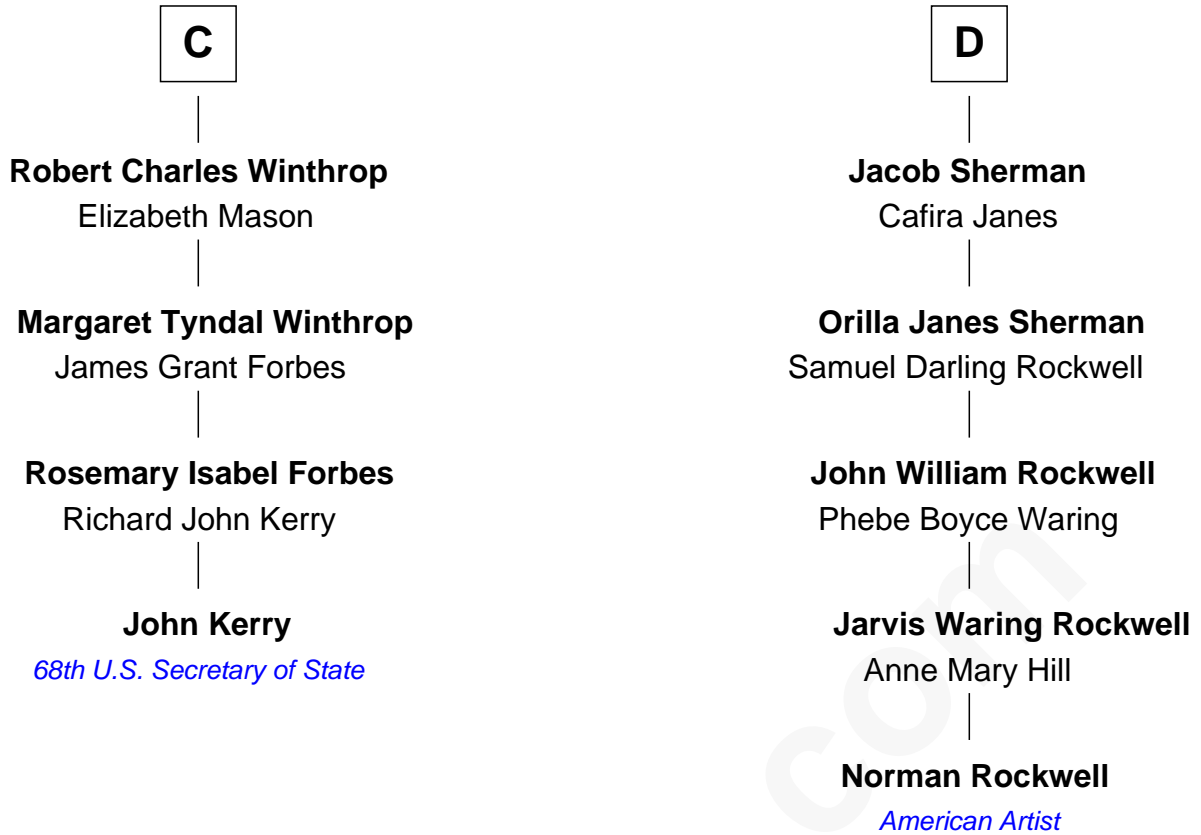 C
Robert Charles Winthrop
Elizabeth Mason
Margaret Tyndal Winthrop
James Grant Forbes
Rosemary Isabel Forbes
Richard John Kerry
John Kerry
68th U.S. Secretary of State
D
Jacob Sherman
Cafira Janes
Orilla Janes Sherman
Samuel Darling Rockwell
John William Rockwell
Phebe Boyce Waring
Jarvis Waring Rockwell
Anne Mary Hill
Norman Rockwell
American Artist
com